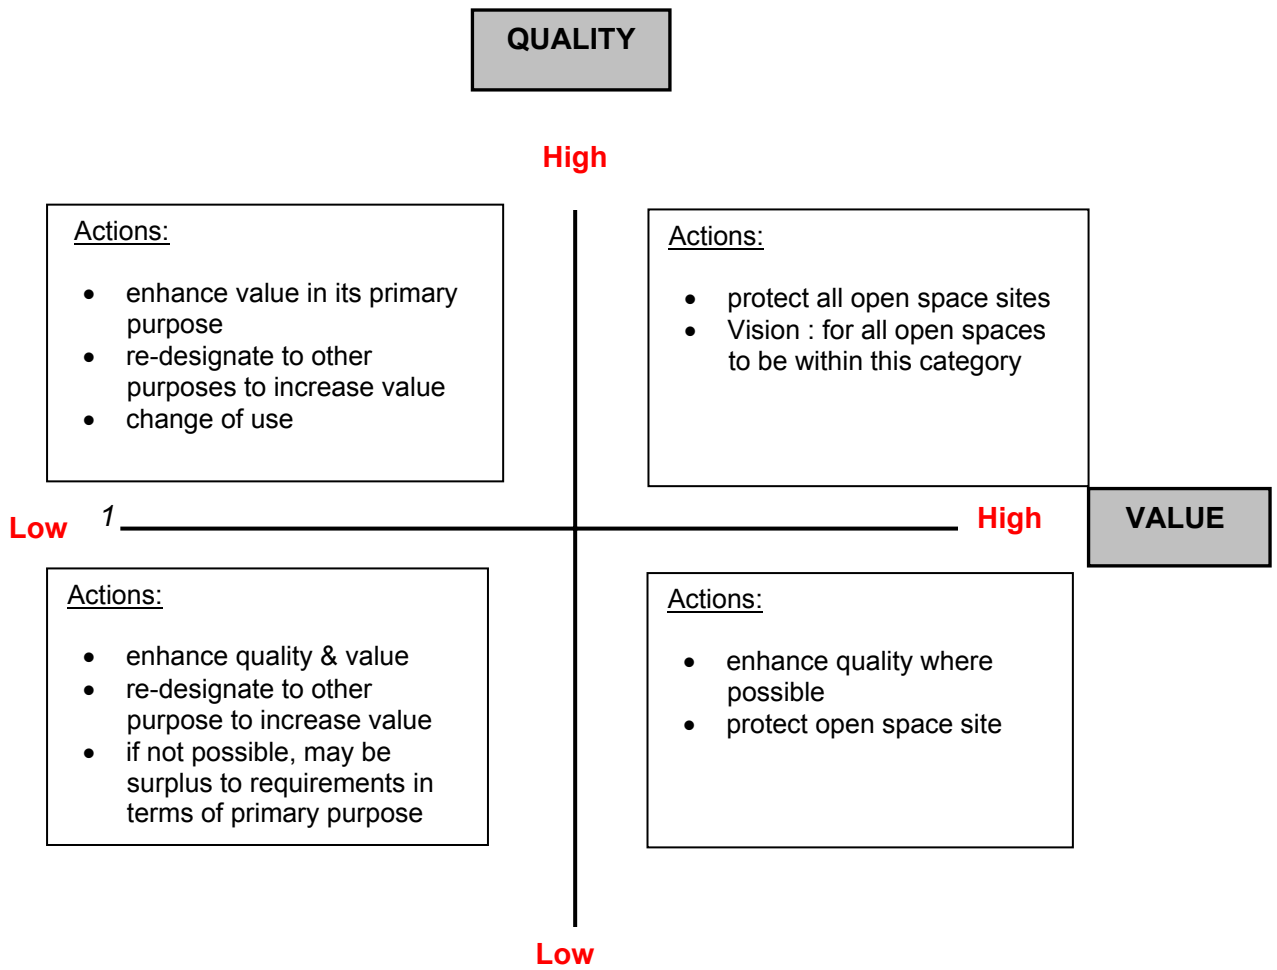 QUALITY
High
Actions:
• enhance value in its primary
purpose
• re-designate to other
purposes to increase value
• change of use
Actions:
• protect all open space sites
• Vision : for all open spaces
to be within this category
Low
1
High
VALUE
Actions:
• enhance quality & value
• re-designate to other
purpose to increase value
• if not possible, may be
surplus to requirements in
terms of primary purpose
Actions:
• enhance quality where
possible
• protect open space site
Low